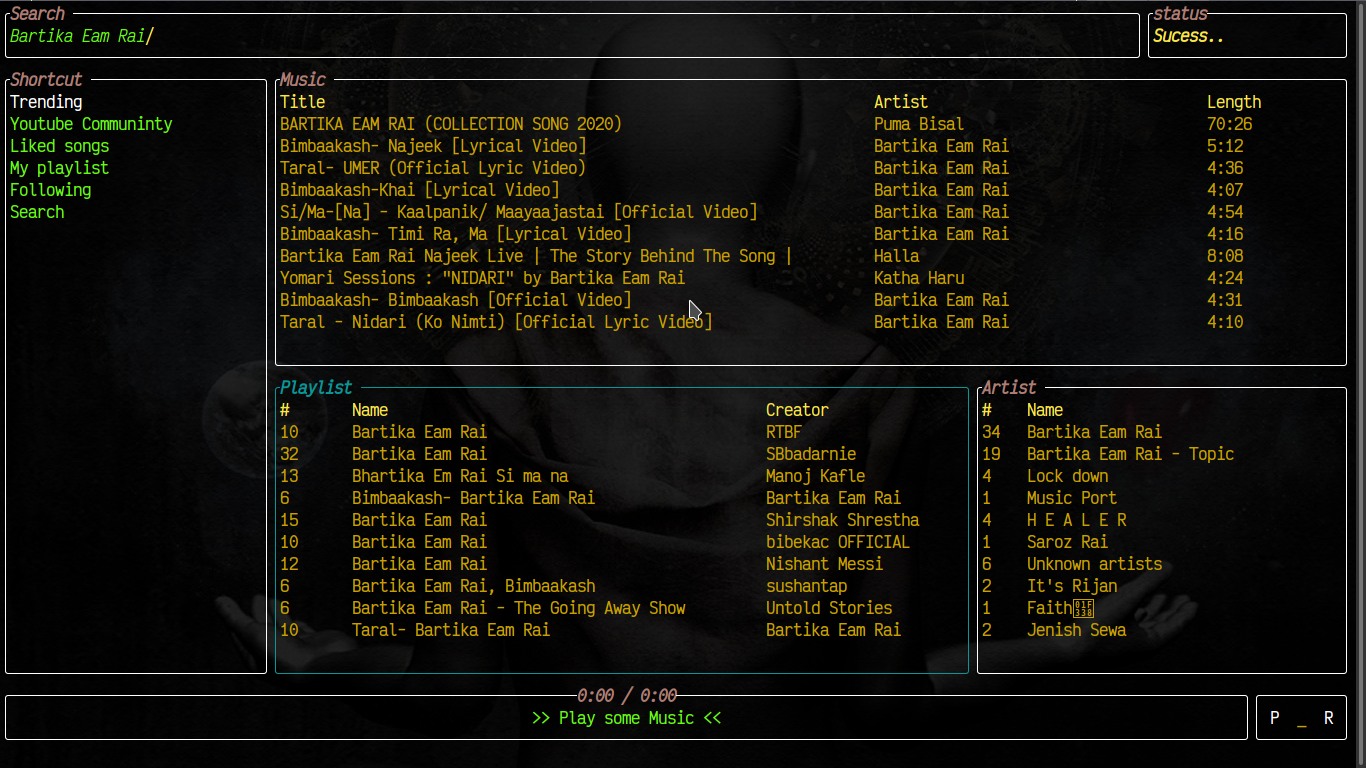 Search
Bartika Eam Rai/
status
Sucess..
Shortcut
Trending
Youtube Communinty
Liked songs
My playlist
Following
Search
Music
Title Artist Length
BARTIKA EAM RAI (COLLECTION SONG 2020) Puma Bisal 70:26
Bimbaakash- Najeek [Lyrical Video] Bartika Eam Rai 5:12
Taral- UMER (Official Lyric Video) Bartika Eam Rai 4:36
Bimbaakash-Khai [Lyrical Video] Bartika Eam Rai 4:07
Si/Ma-[Na] - Kaalpanik/ Maayaajastai [Official Video] Bartika Eam Rai 4:54
Bimbaakash- Timi Ra, Ma [Lyrical Video] Bartika Eam Rai 4:16
Bartika Eam Rai Najeek Live | The Story Behind The Song | Halla 8:08
Yomari Sessions : "NIDARI" by Bartika Eam Rai Katha Haru 4:24
Bimbaakash- Bimbaakash [Official Video] Bartika Eam Rai 4:31
Taral - Nidari (Ko Nimti) [Official Lyric Video] Bartika Eam Rai 4:10
Playlist
# Name Creator
10 Bartika Eam Rai RTBF
32 Bartika Eam Rai SBbadarnie
13 Bhartika Em Rai Si ma na Manoj Kafle
6 Bimbaakash- Bartika Eam Rai Bartika Eam Rai
15 Bartika Eam Rai Shirshak Shrestha
10 Bartika Eam Rai bibekac OFFICIAL
12 Bartika Eam Rai Nishant Messi
6 Bartika Eam Rai, Bimbaakash sushantap
6 Bartika Eam Rai - The Going Away Show Untold Stories
10 Taral- Bartika Eam Rai Bartika Eam Rai
Artist
# Name
34 Bartika Eam Rai
19 Bartika Eam Rai - Topic
4 Lock down
1 Music Port
4 H E A L E R
1 Saroz Rai
6 Unknown artists
2 It's Rijan
1 Faith
2 Jenish Sewa
0:00 / 0:00
>> Play some Music <<
P _ R